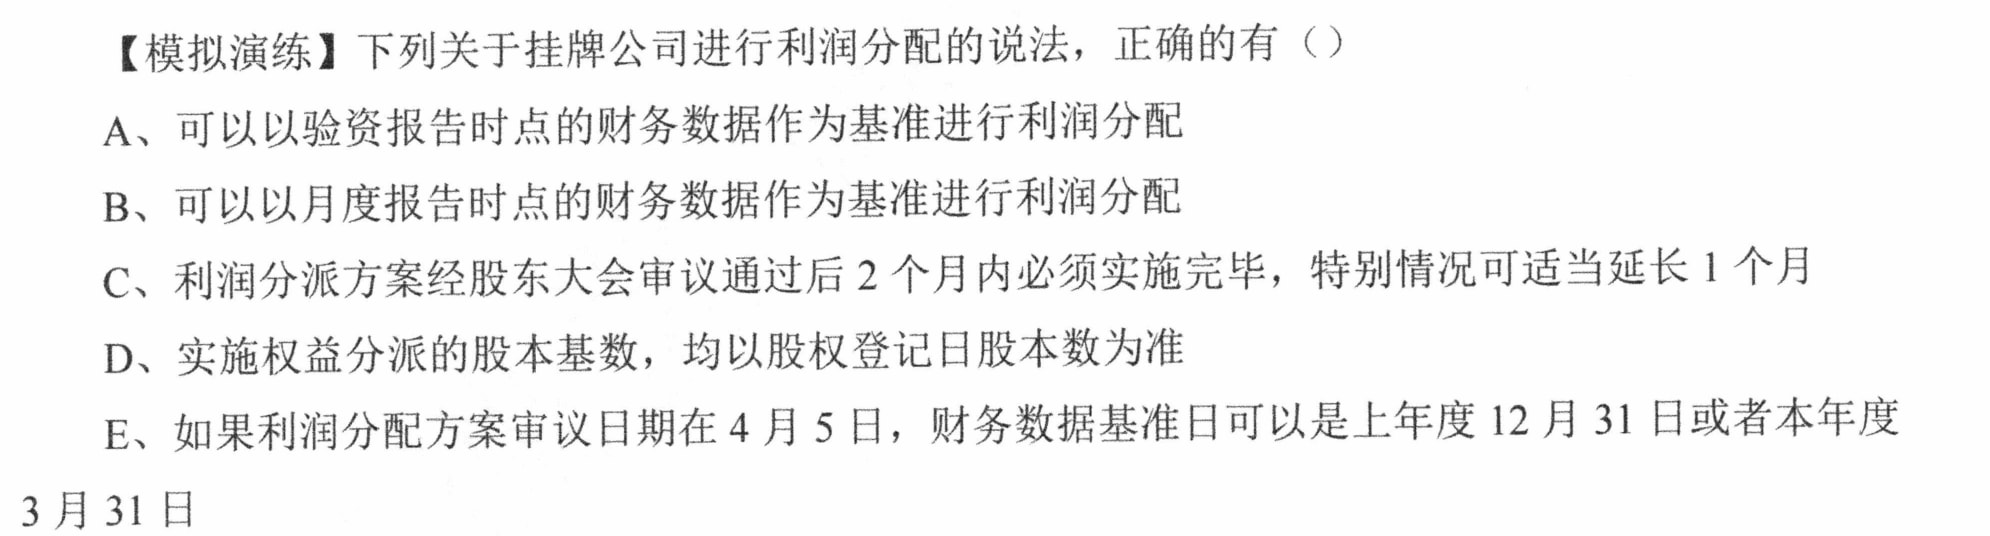 【模拟演练】下列关于挂牌公司进行利润分配的说法，正确的有（）
A、可以以验资报告时点的财务数据作为基准进行利润分配
B、可以以月度报告时点的财务数据作为基准进行利润分配
C、利润分派方案经股东大会审议通过后 2 个月内必须实施完毕，特别情况可适当延长 1 个月
D、实施权益分派的股本基数，均以股权登记日股本数为准
E、如果利润分配方案审议日期在 4 月 5 日，财务数据基准日可以是上年度 12 月 31 日或者本年度
3 月 31 日